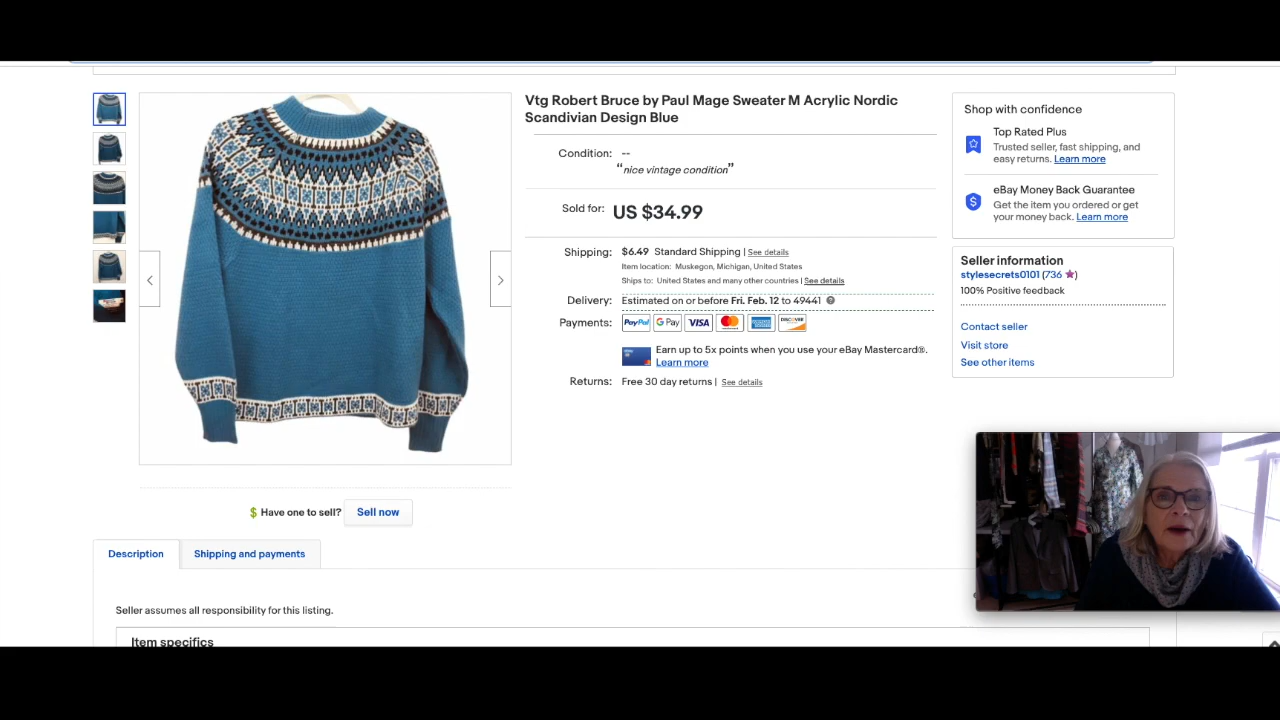 Vtg Robert Bruce by Paul Mage Sweater M Acrylic Nordic
Scandivian Design Blue
Condition: --
“nice vintage condition”
Sold for: US $34.99
Shipping: $6.49 Standard Shipping | See details
Item location: Muskegon, Michigan, United States
Ships to: United States and many other countries | See details
Delivery: Estimated on or before Fri. Feb. 12 to 49441
Payments: PayPal G Pay VISA mastercard DISCOVER
Earn up to 5x points when you use your eBay Mastercard®.
Learn more
Returns: Free 30 day returns | See details
Shop with confidence
Top Rated Plus
Trusted seller, fast shipping, and
easy returns. Learn more
eBay Money Back Guarantee
Get the item you ordered or get
your money back. Learn more
Seller information
stylesecrets0101 (736 )
100% Positive feedback
Contact seller
Visit store
See other items
$ Have one to sell? Sell now
Description
Shipping and payments
Seller assumes all responsibility for this listing.
Item specifics